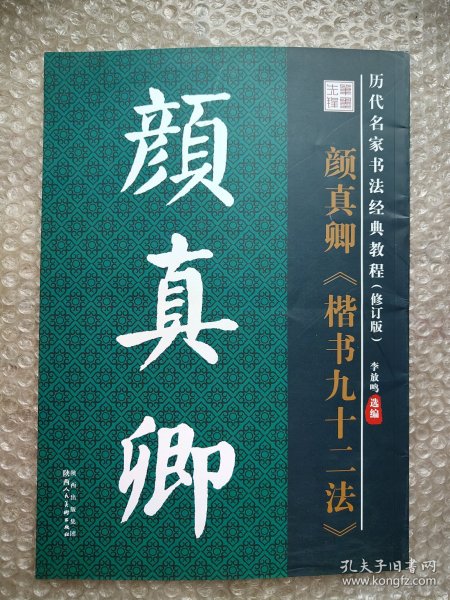 历代名家书法经典教程（修订版）
李放鸣 选编
笔墨先锋
颜真卿《楷书九十二法》
顔真卿
陕西出版集团
陕西人民美术出版社
孔夫子旧书网
www.kongfz.com